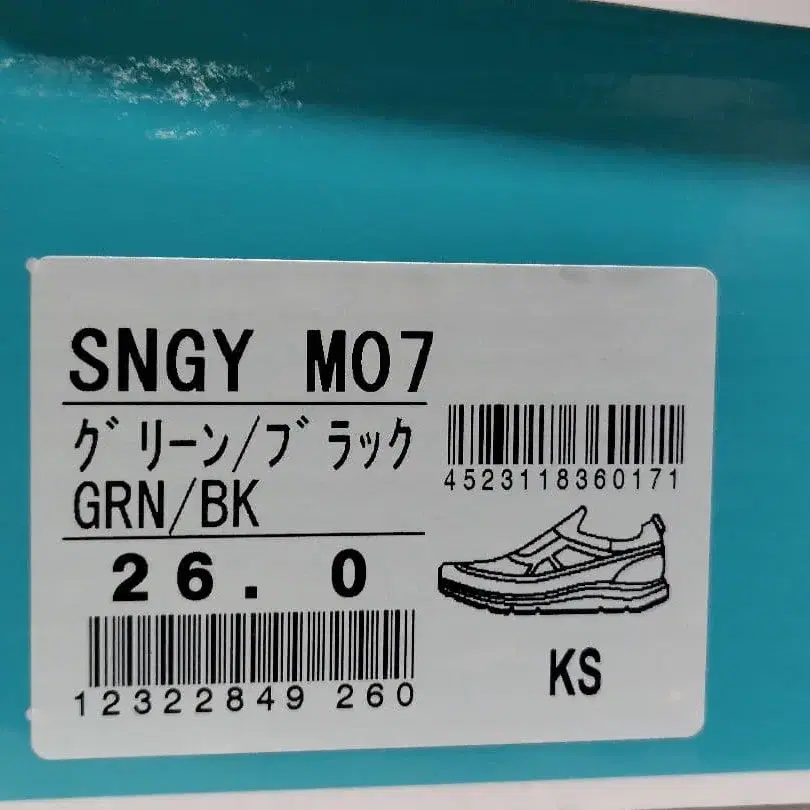 SNGY M07
ｸﾞﾘｰﾝ/ﾌﾞﾗｯｸ
GRN/BK
26.0
12322849 260
4523118360171
KS